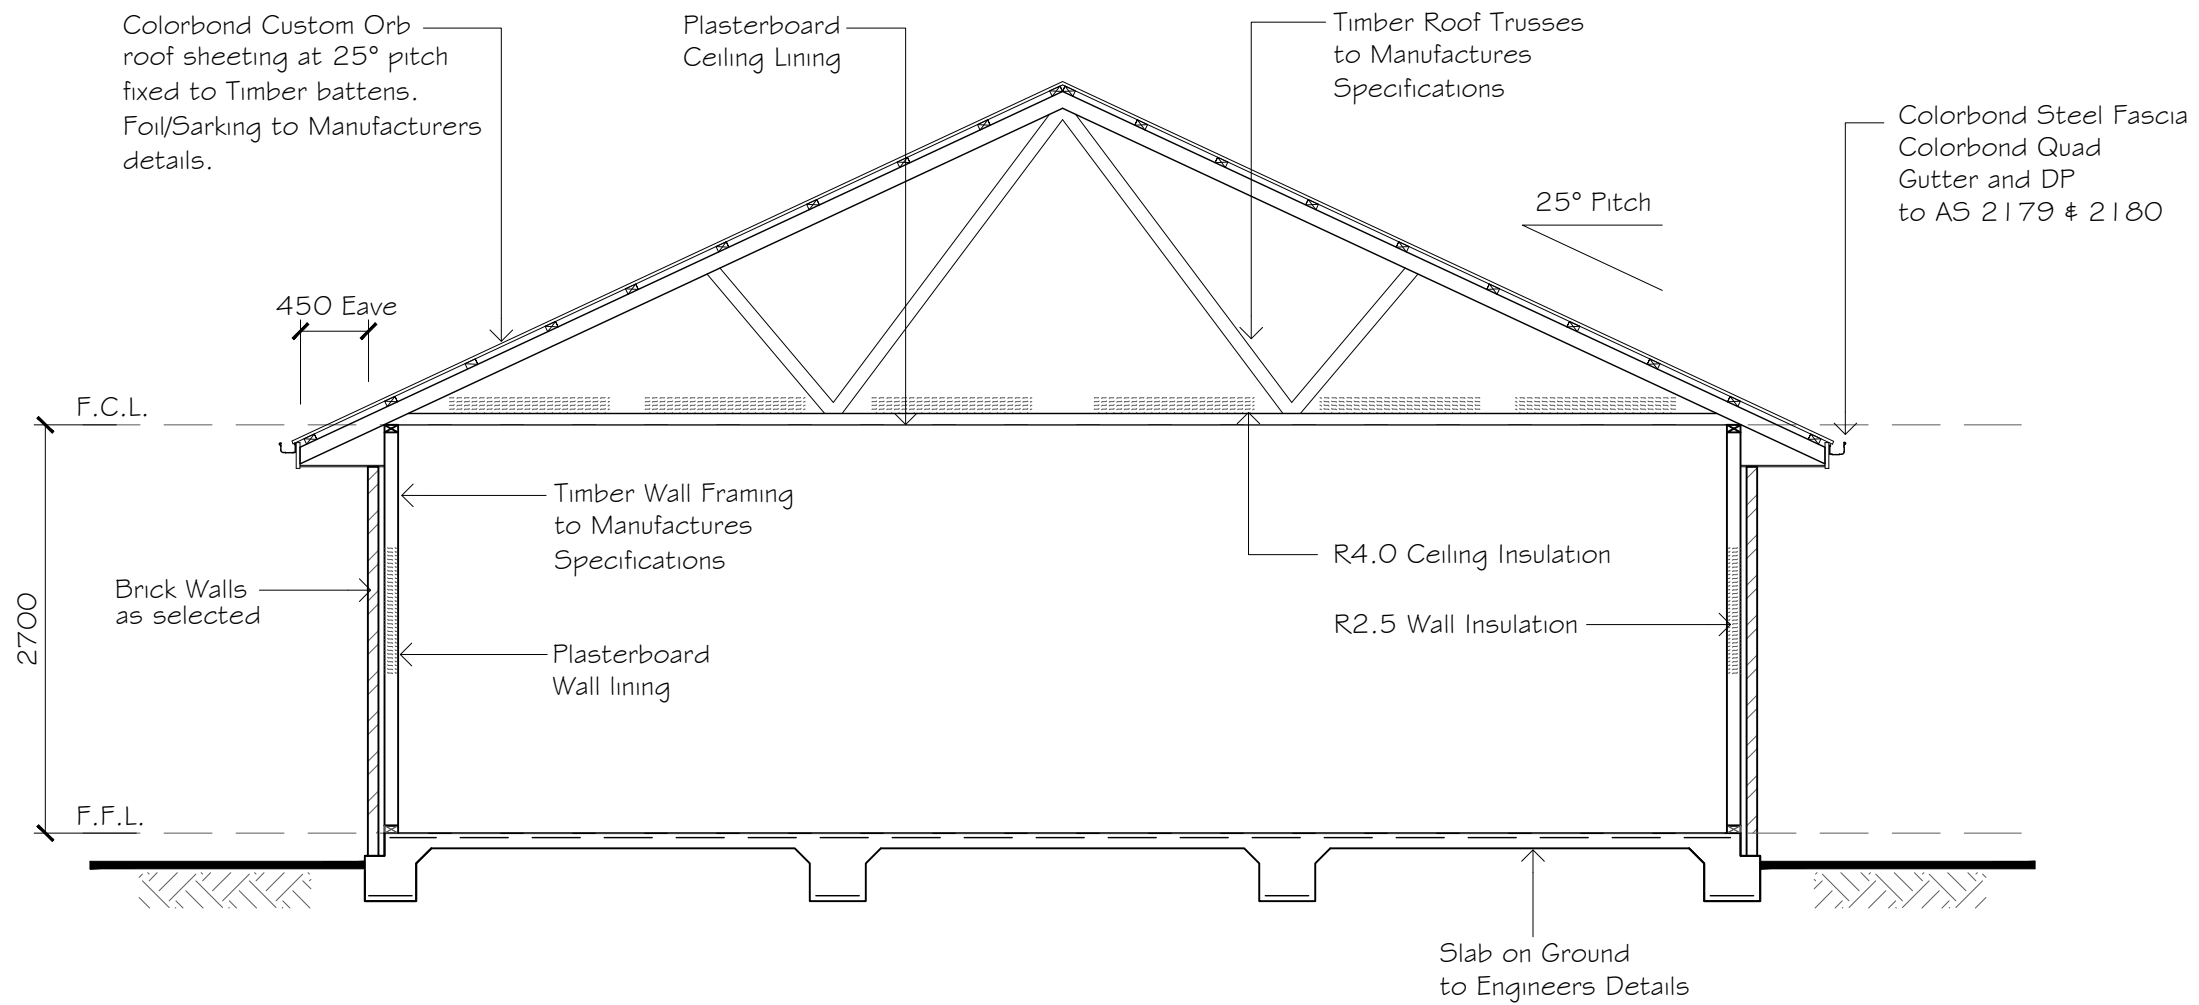 Colorbond Custom Orb
roof sheeting at 25° pitch
fixed to Timber battens.
Foil/Sarking to Manufacturers
details.
Plasterboard
Ceiling Lining
Timber Roof Trusses
to Manufactures
Specifications
Colorbond Steel Fascia
Colorbond Quad
Gutter and DP
to AS 2179 & 2180
25° Pitch
450 Eave
F.C.L.
Timber Wall Framing
to Manufactures
Specifications
R4.0 Ceiling Insulation
Brick Walls
as selected
2700
R2.5 Wall Insulation
Plasterboard
Wall lining
F.F.L.
Slab on Ground
to Engineers Details